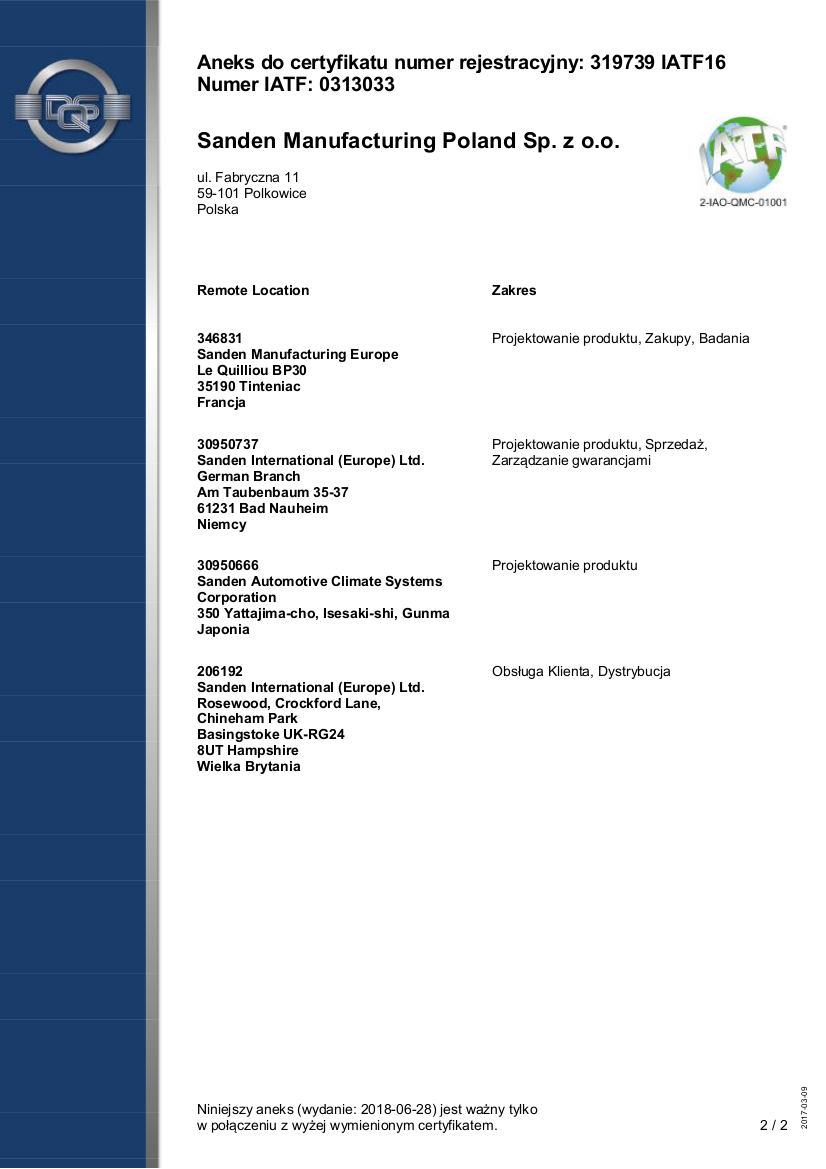 DQS
Aneks do certyfikatu numer rejestracyjny: 319739 IATF16
Numer IATF: 0313033
Sanden Manufacturing Poland Sp. z o.o.
ul. Fabryczna 11
59-101 Polkowice
Polska
IATF
2-IAO-QMC-01001
Remote Location
Zakres
346831
Projektowanie produktu, Zakupy, Badania
Sanden Manufacturing Europe
Le Quilliou BP30
35190 Tinteniac
Francja
30950737
Projektowanie produktu, Sprzedaż,
Sanden International (Europe) Ltd.
Zarządzanie gwarancjami
German Branch
Am Taubenbaum 35-37
61231 Bad Nauheim
Niemcy
30950666
Projektowanie produktu
Sanden Automotive Climate Systems
Corporation
350 Yattajima-cho, Isesaki-shi, Gunma
Japonia
206192
Obsługa Klienta, Dystrybucja
Sanden International (Europe) Ltd.
Rosewood, Crockford Lane,
Chineham Park
Basingstoke UK-RG24
8UT Hampshire
Wielka Brytania
Niniejszy aneks (wydanie: 2018-06-28) jest ważny tylko
w połączeniu z wyżej wymienionym certyfikatem.
2 / 2
2017-03-09